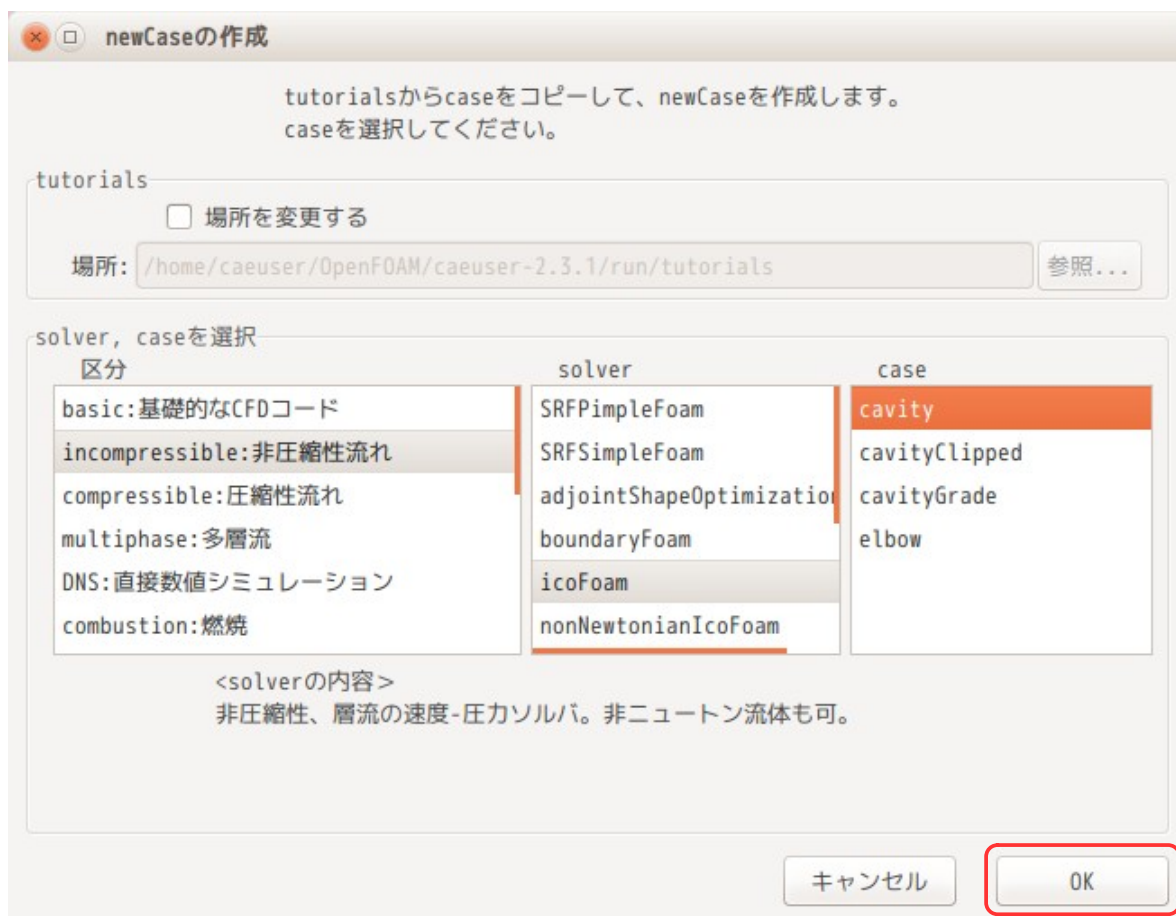 newCaseの作成
tutorialsからcaseをコピーして、newCaseを作成します。
caseを選択してください。
tutorials
場所を変更する
場所: /home/caeuser/OpenFOAM/caeuser-2.3.1/run/tutorials 参照...
solver, caseを選択
区分 solver case
basic:基礎的なCFDコード SRFPimpleFoam cavity
incompressible:非圧縮性流れ SRFSimpleFoam cavityClipped
compressible:圧縮性流れ adjointShapeOptimization cavityGrade
multiphase:多層流 boundaryFoam elbow
DNS:直接数値シミュレーション icoFoam
combustion:燃焼 nonNewtonianIcoFoam
<solverの内容>
非圧縮性、層流の速度-圧力ソルバ。非ニュートン流体も可。
キャンセル OK